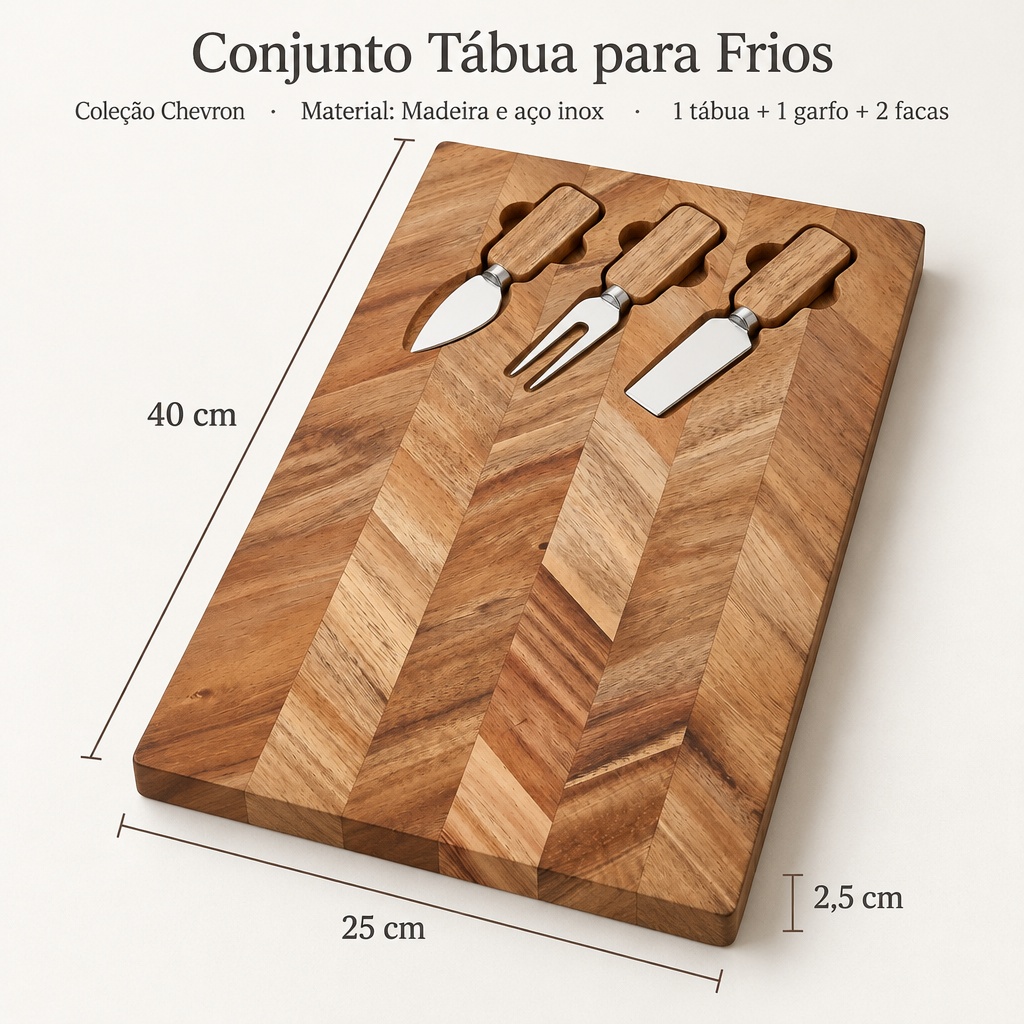 Conjunto Tábua para Frios
Coleção Chevron · Material: Madeira e aço inox · 1 tábua + 1 garfo + 2 facas
40 cm
25 cm
2,5 cm